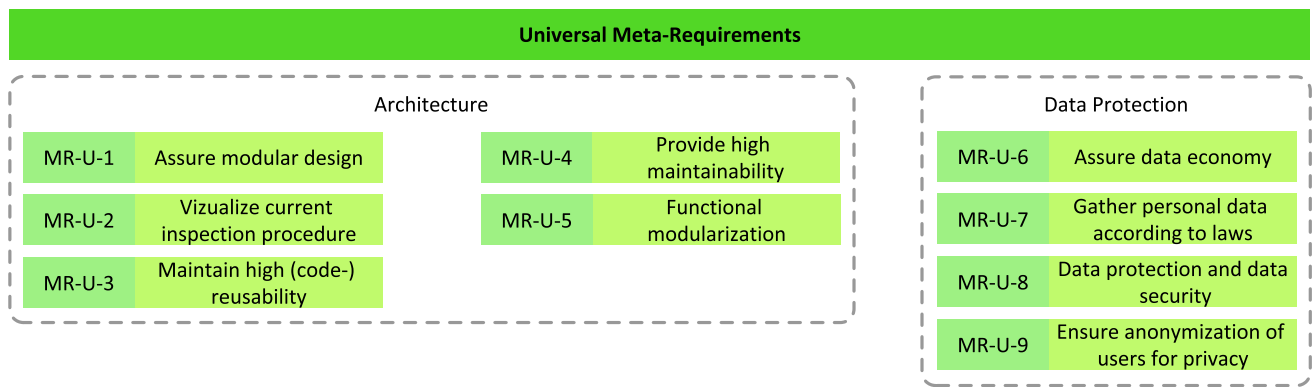 Universal Meta-Requirements
Architecture
MR-U-1
Assure modular design
MR-U-2
Vizualize current
inspection procedure
MR-U-3
Maintain high (code-)
reusability
MR-U-4
Provide high
maintainability
MR-U-5
Functional
modularization
Data Protection
MR-U-6
Assure data economy
MR-U-7
Gather personal data
according to laws
MR-U-8
Data protection and data
security
MR-U-9
Ensure anonymization of
users for privacy